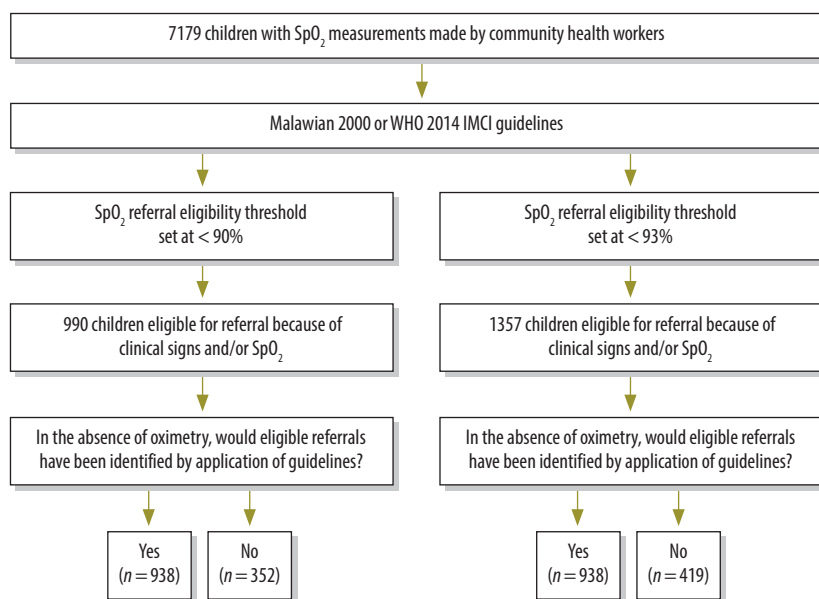 7179 children with SpO₂ measurements made by community health workers
Malawian 2000 or WHO 2014 IMCI guidelines
SpO₂ referral eligibility threshold
set at < 90%
990 children eligible for referral because of
clinical signs and/or SpO₂
In the absence of oximetry, would eligible referrals
have been identified by application of guidelines?
Yes
(n = 938)
No
(n = 352)
SpO₂ referral eligibility threshold
set at < 93%
1357 children eligible for referral because of
clinical signs and/or SpO₂
In the absence of oximetry, would eligible referrals
have been identified by application of guidelines?
Yes
(n = 938)
No
(n = 419)